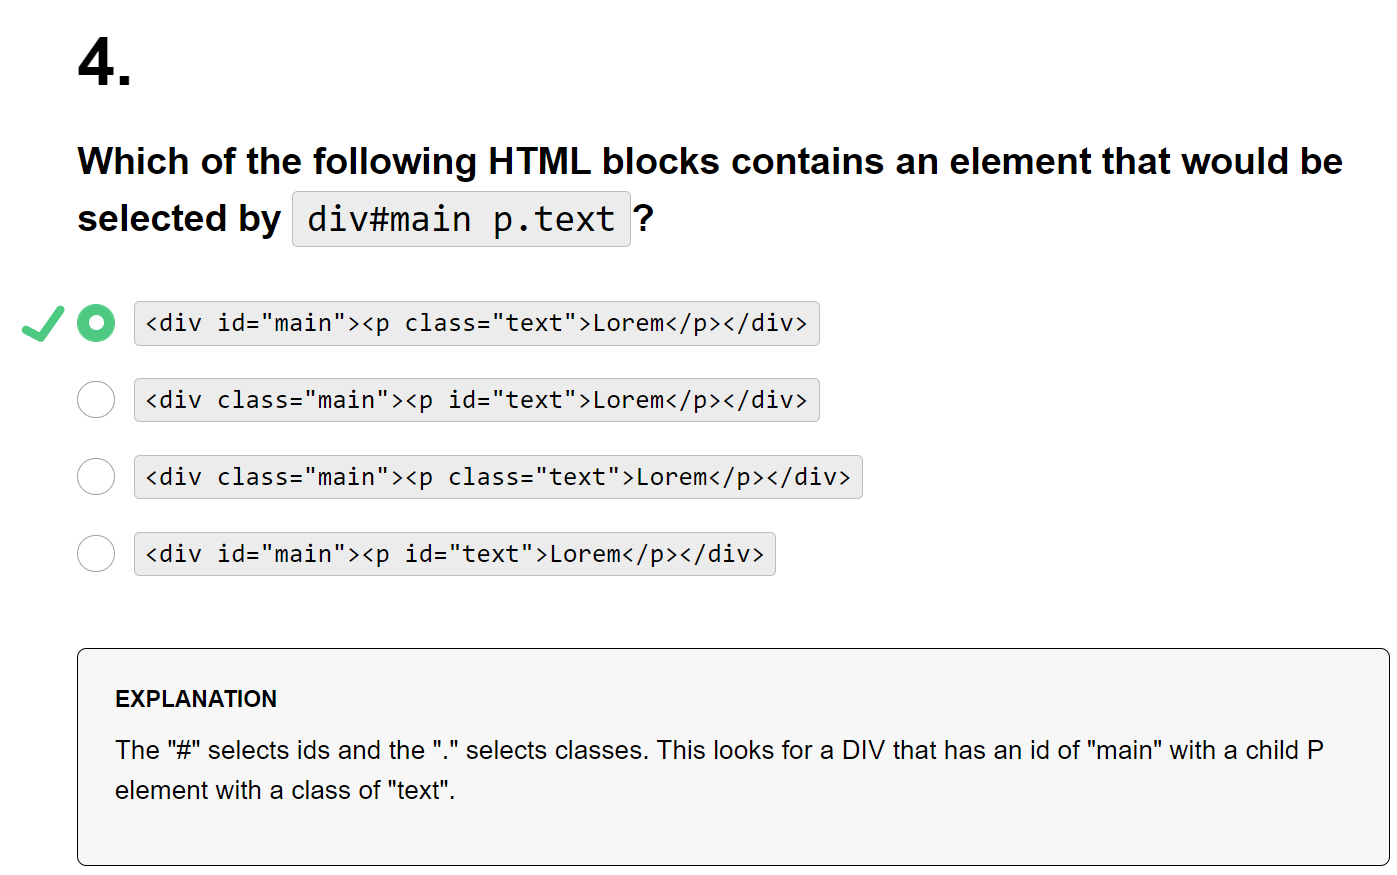 4.
Which of the following HTML blocks contains an element that would be
selected by div#main p.text ?
<div id="main"><p class="text">Lorem</p></div>
<div class="main"><p id="text">Lorem</p></div>
<div class="main"><p class="text">Lorem</p></div>
<div id="main"><p id="text">Lorem</p></div>
EXPLANATION
The "#" selects ids and the "." selects classes. This looks for a DIV that has an id of "main" with a child P
element with a class of "text".